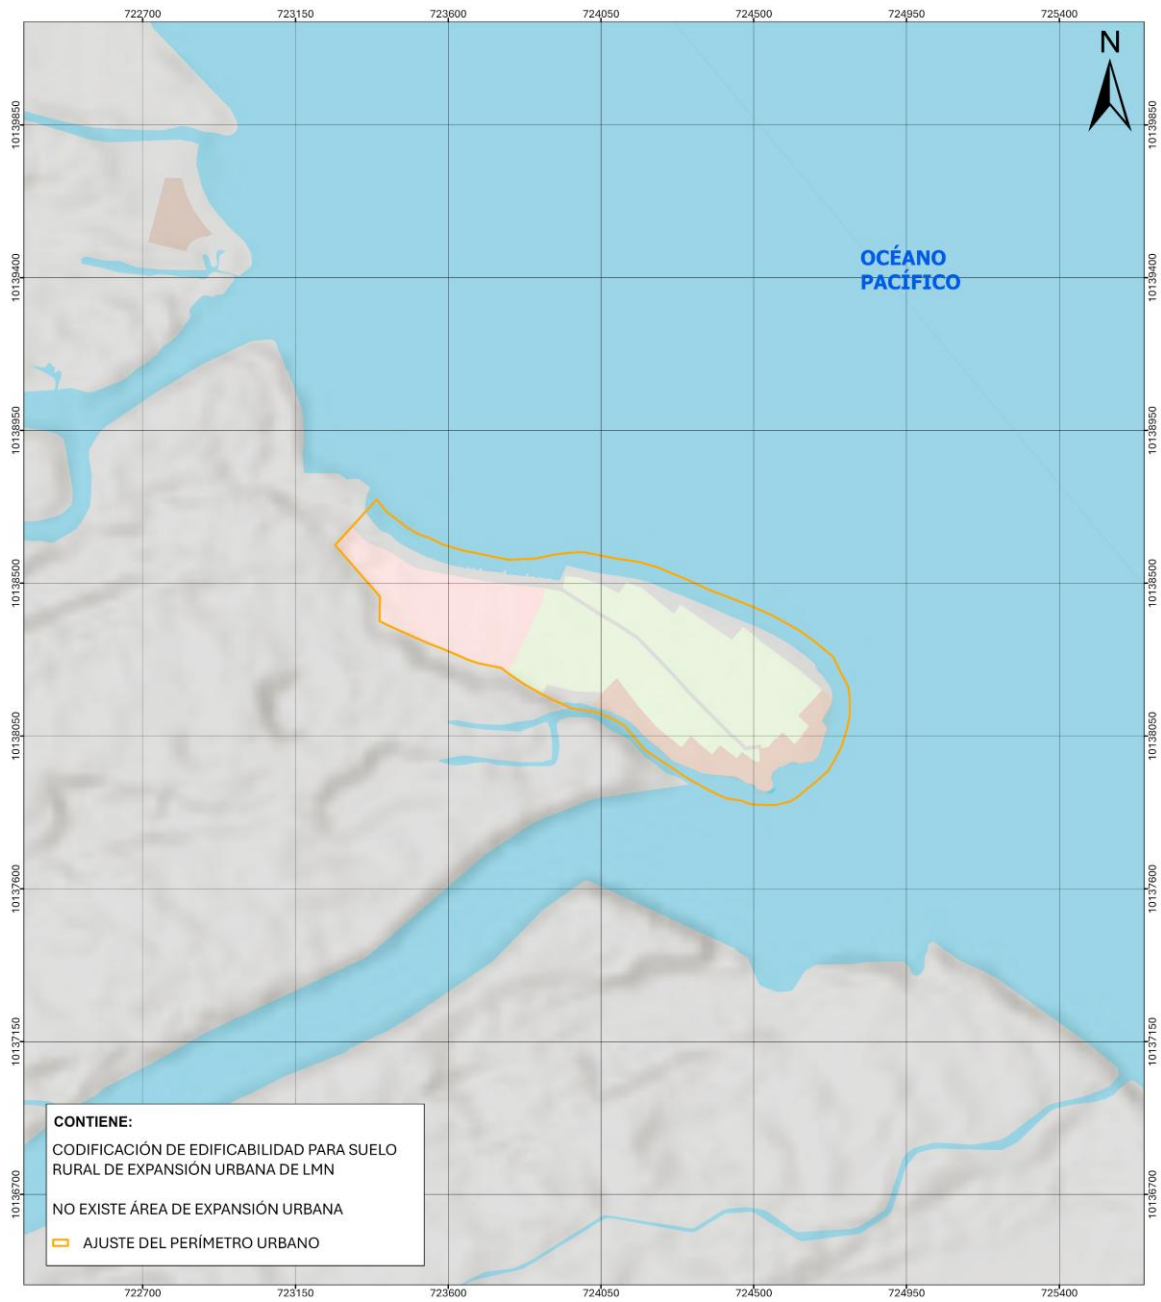 722700 723150 723600 724050 724500 724950 725400
N
10139850 10139850
OCÉANO
PACÍFICO
10139400 10139400
10138950 10138950
10138500 10138500
10138050 10138050
10137600 10137600
10137150 10137150
CONTIENE:
CODIFICACIÓN DE EDIFICABILIDAD PARA SUELO
RURAL DE EXPANSIÓN URBANA DE LMN
10136700 10136700
NO EXISTE ÁREA DE EXPANSIÓN URBANA
AJUSTE DEL PERÍMETRO URBANO
722700 723150 723600 724050 724500 724950 725400